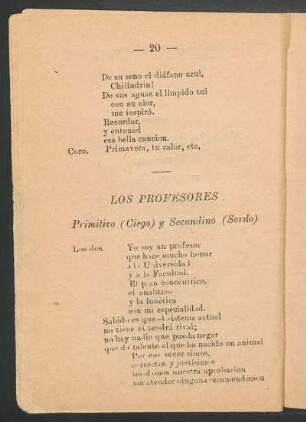 — 20 —
De su seno el diáfano azul,
Chilindrin!
De sus aguas el límpido tul
con su olor,
me inspiró.
Recordar,
y entonad
esa bella cancion.
Coro. Primavera, tu calor, etc,
LOS PROFESORES
Primitivo (Ciego) y Secundino (Sordo)
Los dos. Yo soy un profesor
que hace mucho honor
a la Universidad
y a la Facultad.
El plan concéntrico,
el analítico
y la fonética
son mi especialidad.
Sabido es que el sistema actual
no tiene ni tendrá rival;
no hay nadie que pueda negar
que da talento al que ha nacido un animal
Por eso severísimos,
correctos y justísimos
les damos nuestra aprobacion
sin atender ninguna recomendacion